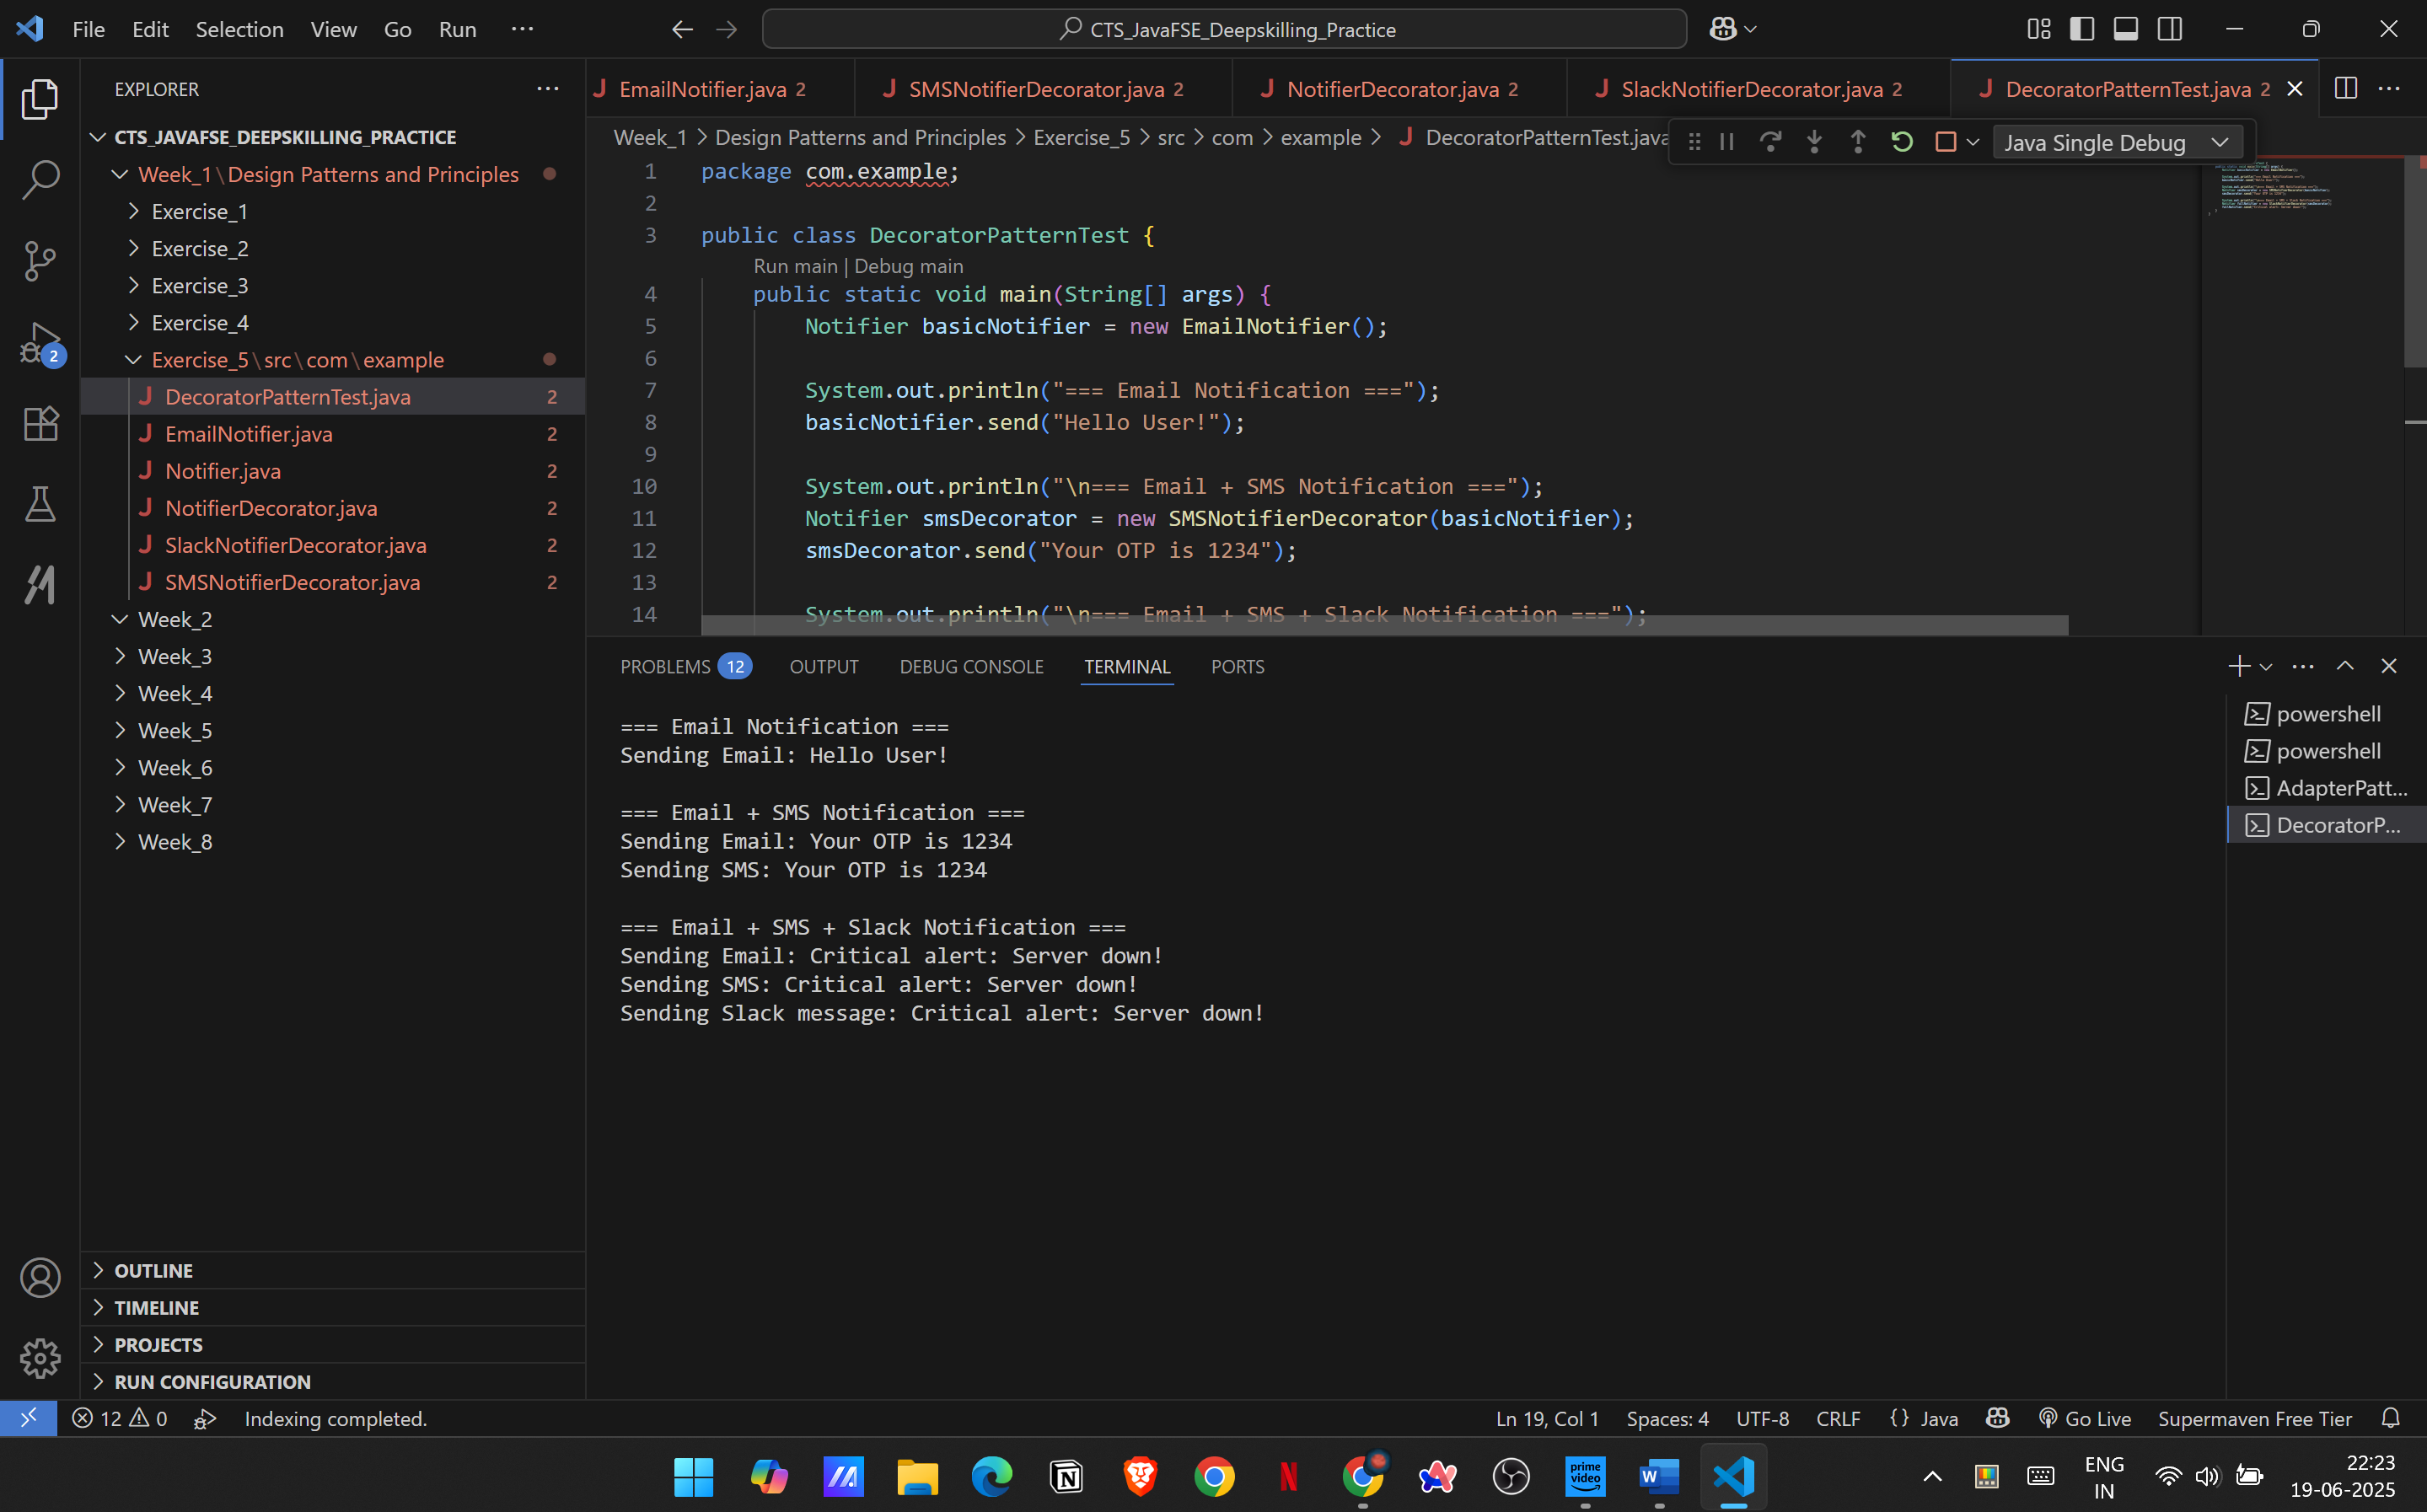 File Edit Selection View Go Run ···
CTS_JavaFSE_Deepskilling_Practice
EXPLORER
CTS_JAVAFSE_DEEPSKILLING_PRACTICE
Week_1\Design Patterns and Principles
Exercise_1
Exercise_2
Exercise_3
Exercise_4
Exercise_5\src\com\example
DecoratorPatternTest.java 2
EmailNotifier.java 2
Notifier.java 2
NotifierDecorator.java 2
SlackNotifierDecorator.java 2
SMSNotifierDecorator.java 2
Week_2
Week_3
Week_4
Week_5
Week_6
Week_7
Week_8
OUTLINE
TIMELINE
PROJECTS
RUN CONFIGURATION
2
EmailNotifier.java 2 SMSNotifierDecorator.java 2 NotifierDecorator.java 2 SlackNotifierDecorator.java 2 DecoratorPatternTest.java 2
Week_1 > Design Patterns and Principles > Exercise_5 > src > com > example > DecoratorPatternTest.java
Java Single Debug
1 package com.example;
2
3 public class DecoratorPatternTest {
Run main | Debug main
4 public static void main(String[] args) {
5 Notifier basicNotifier = new EmailNotifier();
6
7 System.out.println("=== Email Notification ===");
8 basicNotifier.send("Hello User!");
9
10 System.out.println("\n=== Email + SMS Notification ===");
11 Notifier smsDecorator = new SMSNotifierDecorator(basicNotifier);
12 smsDecorator.send("Your OTP is 1234");
13
14 System.out.println("\n=== Email + SMS + Slack Notification ===");
PROBLEMS 12 OUTPUT DEBUG CONSOLE TERMINAL PORTS
=== Email Notification ===
Sending Email: Hello User!
=== Email + SMS Notification ===
Sending Email: Your OTP is 1234
Sending SMS: Your OTP is 1234
=== Email + SMS + Slack Notification ===
Sending Email: Critical alert: Server down!
Sending SMS: Critical alert: Server down!
Sending Slack message: Critical alert: Server down!
powershell
powershell
AdapterPatt...
DecoratorP...
12 0 Indexing completed.
Ln 19, Col 1 Spaces: 4 UTF-8 CRLF {} Java Go Live Supermaven Free Tier
prime video
W
N
N
ENG
IN
22:23
19-06-2025